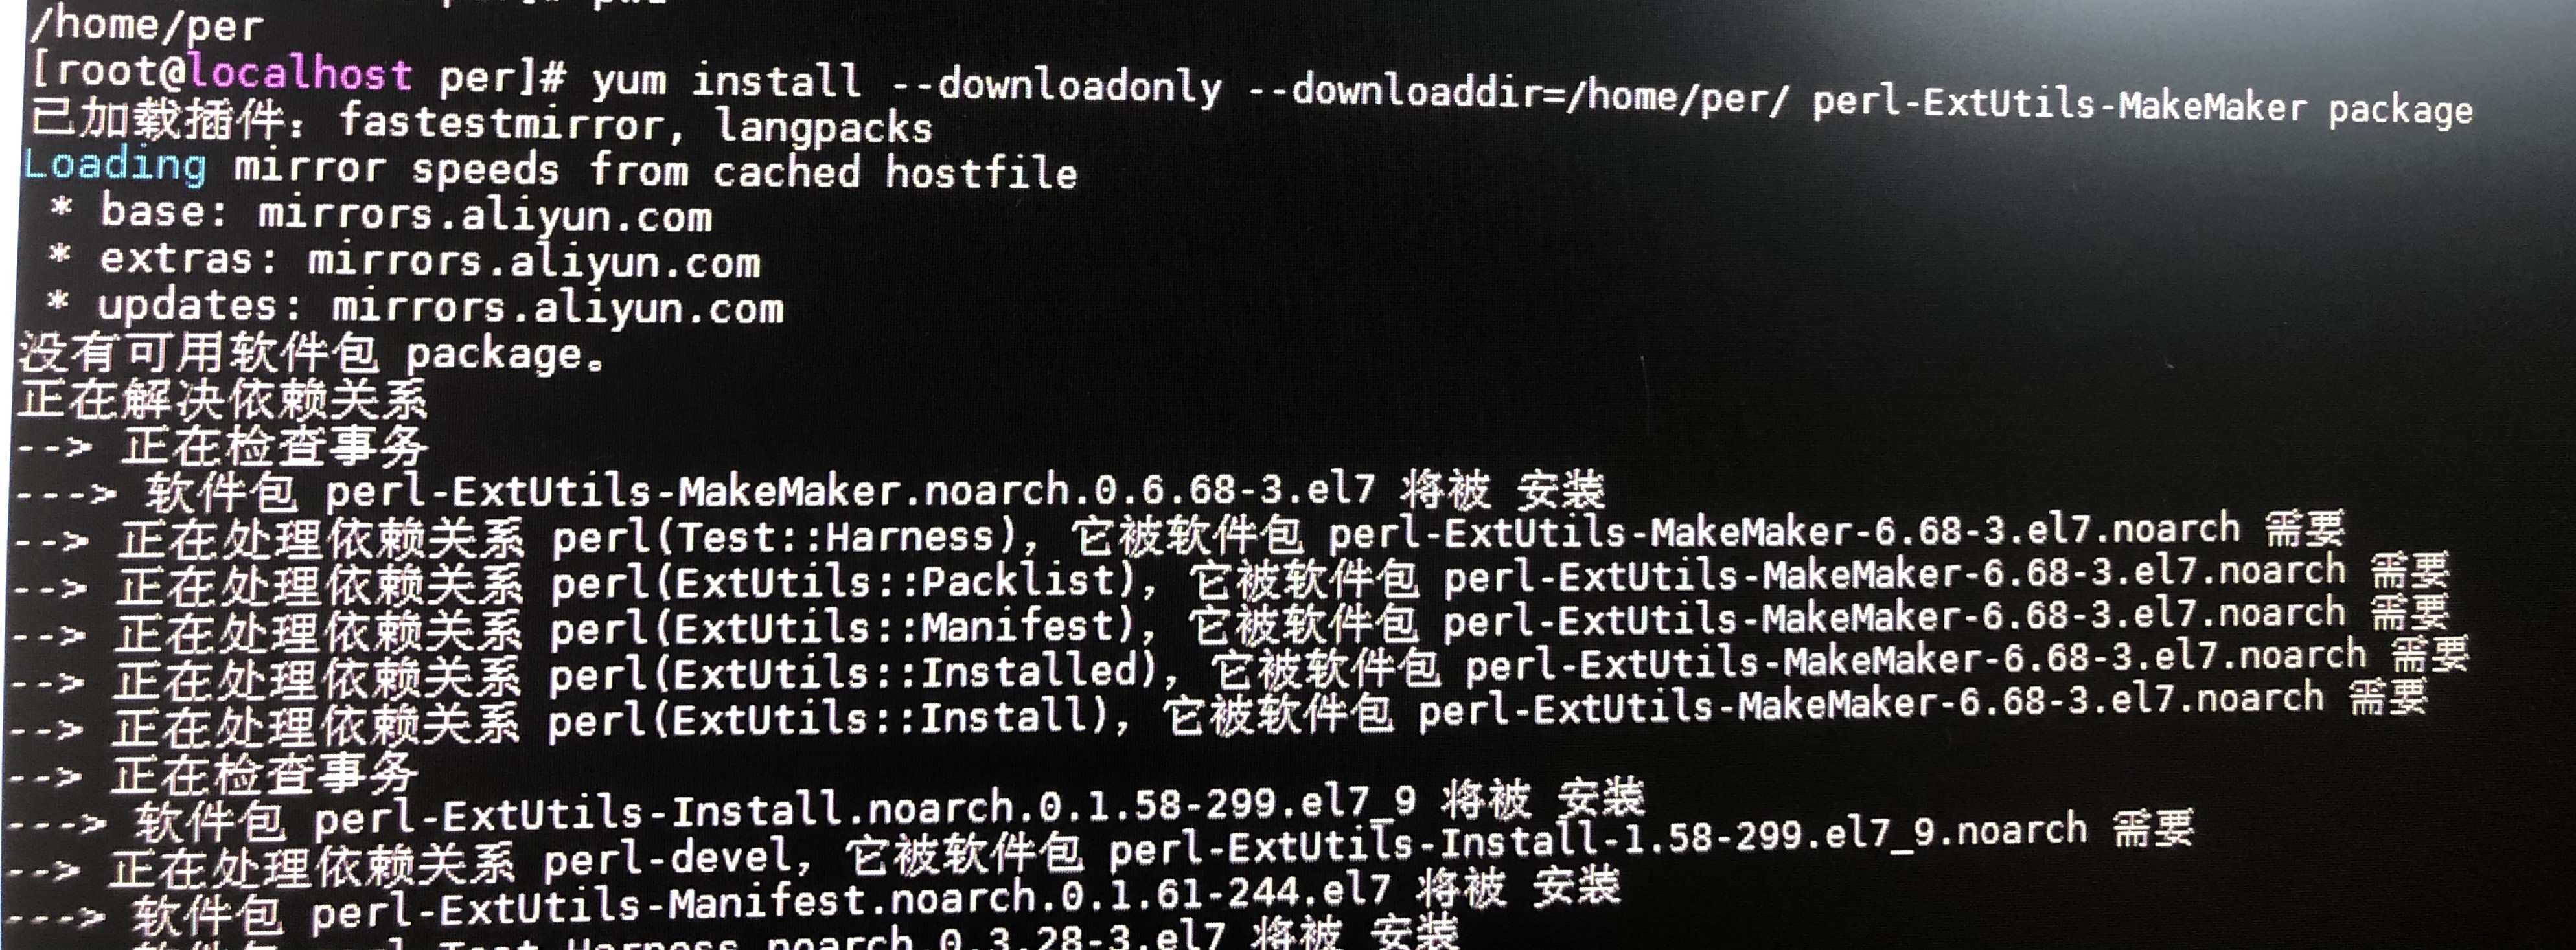 /home/per
[root@localhost per]# yum install --downloadonly --downloaddir=/home/per/ perl-ExtUtils-MakeMaker package
已加载插件：fastestmirror, langpacks
Loading mirror speeds from cached hostfile
* base: mirrors.aliyun.com
* extras: mirrors.aliyun.com
* updates: mirrors.aliyun.com
没有可用软件包 package。
正在解决依赖关系
--> 正在检查事务
---> 软件包 perl-ExtUtils-MakeMaker.noarch.0.6.68-3.el7 将被 安装
--> 正在处理依赖关系 perl(Test::Harness)，它被软件包 perl-ExtUtils-MakeMaker-6.68-3.el7.noarch 需要
--> 正在处理依赖关系 perl(ExtUtils::Packlist)，它被软件包 perl-ExtUtils-MakeMaker-6.68-3.el7.noarch 需要
--> 正在处理依赖关系 perl(ExtUtils::Manifest)，它被软件包 perl-ExtUtils-MakeMaker-6.68-3.el7.noarch 需要
--> 正在处理依赖关系 perl(ExtUtils::Installed)，它被软件包 perl-ExtUtils-MakeMaker-6.68-3.el7.noarch 需要
--> 正在处理依赖关系 perl(ExtUtils::Install)，它被软件包 perl-ExtUtils-MakeMaker-6.68-3.el7.noarch 需要
--> 正在检查事务
---> 软件包 perl-ExtUtils-Install.noarch.0.1.58-299.el7_9 将被 安装
--> 正在处理依赖关系 perl-devel，它被软件包 perl-ExtUtils-Install-1.58-299.el7_9.noarch 需要
---> 软件包 perl-ExtUtils-Manifest.noarch.0.1.61-244.el7 将被 安装
软件包 perl-Test-Harness.noarch.0.3.28-3.el7 将被 安装